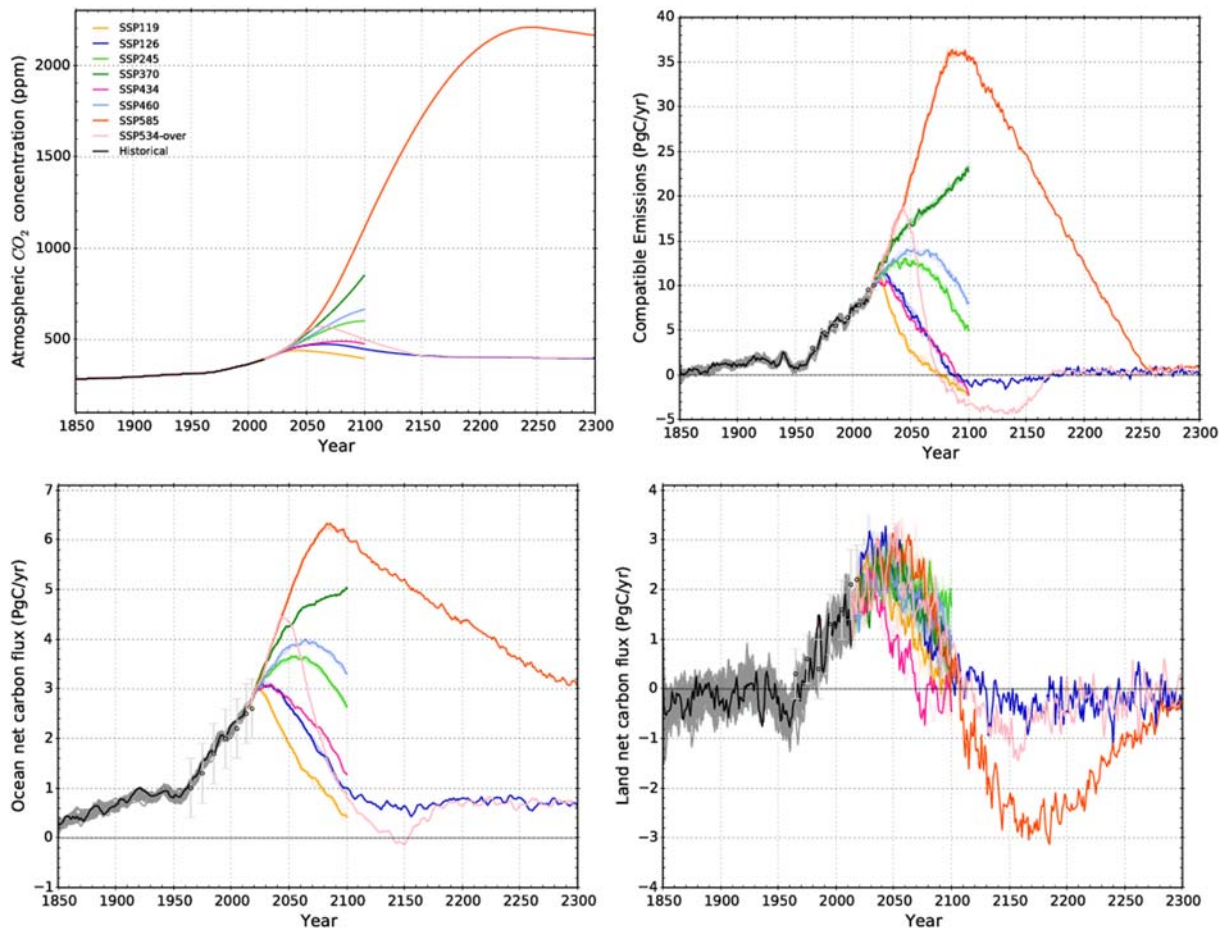 Atmospheric CO2 concentration (ppm)
2000
1500
1000
500
SSP119
SSP126
SSP245
SSP370
SSP434
SSP460
SSP585
SSP534-over
Historical
1850 1900 1950 2000 2050 2100 2150 2200 2250 2300
Year
Compatible Emissions (PgC/yr)
40
35
30
25
20
15
10
5
0
−5
1850 1900 1950 2000 2050 2100 2150 2200 2250 2300
Year
Ocean net carbon flux (PgC/yr)
7
6
5
4
3
2
1
0
−1
1850 1900 1950 2000 2050 2100 2150 2200 2250 2300
Year
Land net carbon flux (PgC/yr)
4
3
2
1
0
−1
−2
−3
−4
1850 1900 1950 2000 2050 2100 2150 2200 2250 2300
Year